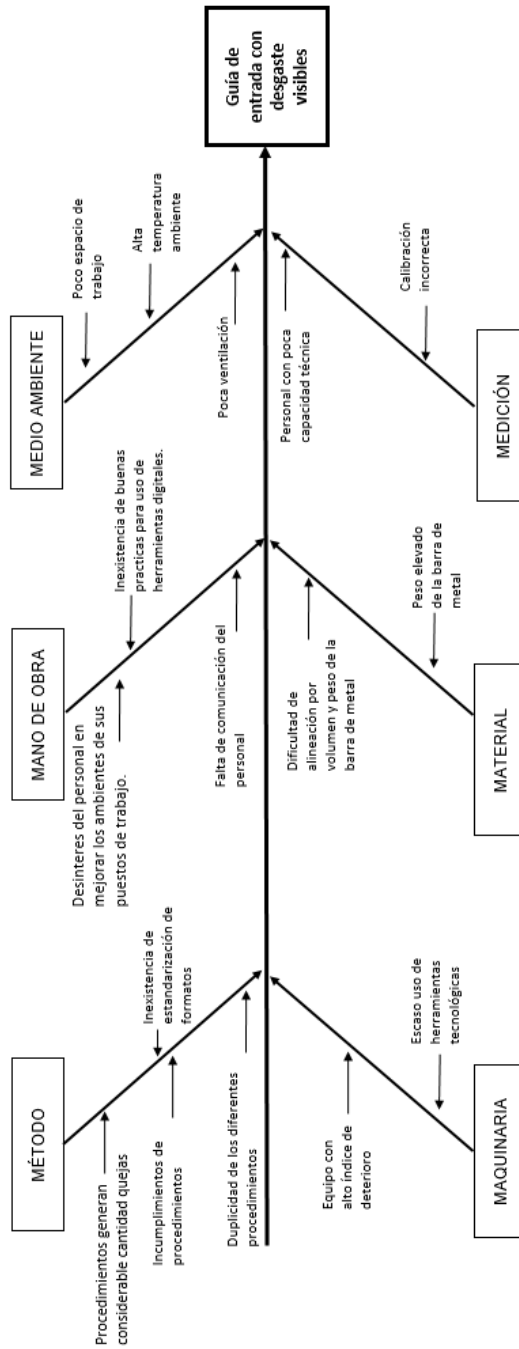 MÉTODO
Procedimientos generan
considerable cantidad quejas
Inexistencia de
estandarización de
formatos
Incumplimientos de
procedimientos
Duplicidad de los diferentes
procedimientos
MANO DE OBRA
Desinteres del personal en
mejorar los ambientes de sus
puestos de trabajo.
Inexistencia de buenas
practicas para uso de
herramientas digitales.
Falta de comunicación del
personal
MEDIO AMBIENTE
Poco espacio de
trabajo
Alta
temperatura
ambiente
Poca ventilación
Guía de
entrada con
desgaste
visibles
MAQUINARIA
Equipo con
alto índice de
deterioro
Escaso uso de
herramientas
tecnológicas
MATERIAL
Dificultad de
alineación por
volumen y peso de la
barra de metal
Peso elevado
de la barra de
metal
MEDICIÓN
Personal con poca
capacidad técnica
Calibración
incorrecta